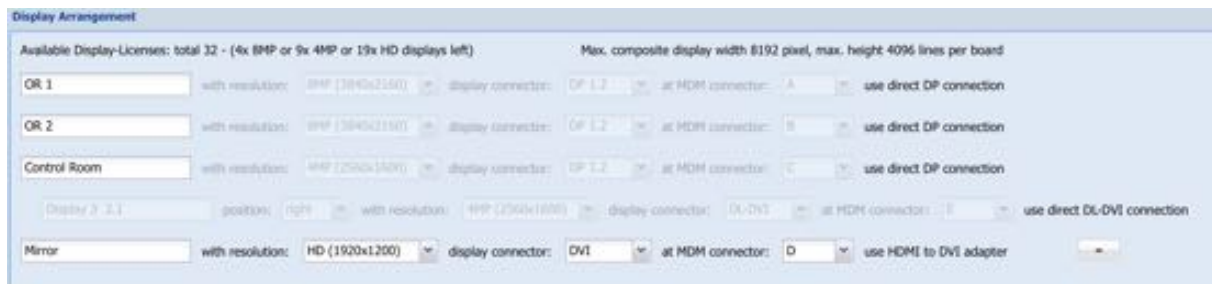 Display Arrangement
Available Display-Licenses: total 32 - (4x 8MP or 9x 4MP or 19x HD displays left) Max. composite display width 8192 pixel, max. height 4096 lines per board
OR 1 with resolution: 8MP (3840x2160) display connector: DP 1.2 at MDM connector: A use direct DP connection
OR 2 with resolution: 8MP (3840x2160) display connector: DP 1.2 at MDM connector: B use direct DP connection
Control Room with resolution: 4MP (2560x1600) display connector: DP 1.2 at MDM connector: C use direct DP connection
Display 3 position: right with resolution: 4MP (2560x1600) display connector: DL-DVI at MDM connector: use direct DL-DVI connection
Mirror with resolution: HD (1920x1200) display connector: DVI at MDM connector: D use HDMI to DVI adapter -